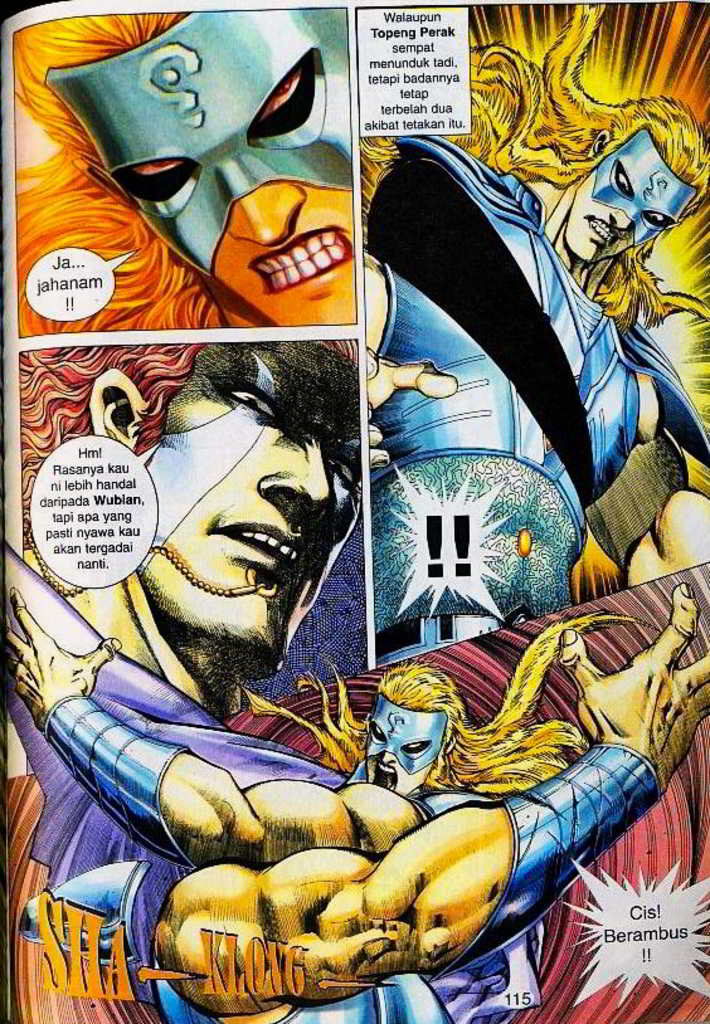 Ja...
jahanam
!!
Walaupun
Topeng Perak
sempat
menunduk tadi,
tetapi badannya
tetap
terbelah dua
akibat tetakan itu.
Hm!
Rasanya kau
ni lebih handal
daripada Wubian,
tapi apa yang
pasti nyawa kau
akan tergadai
nanti.
!!
SHA
KLONG
Cis!
Berambus
!!
115